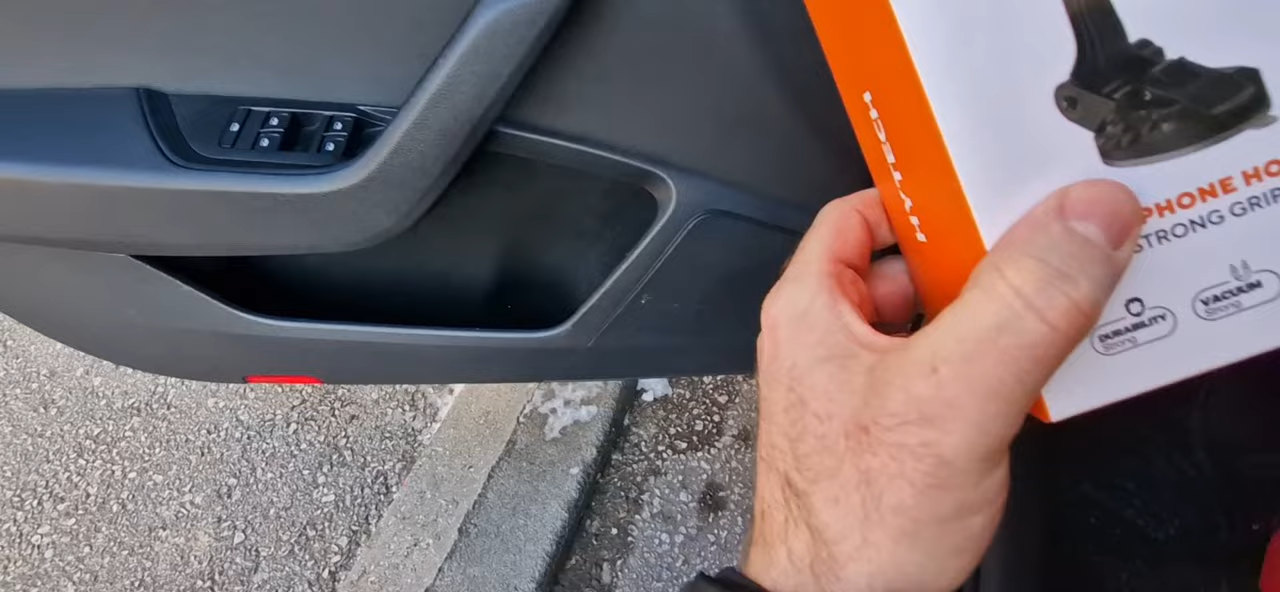 HYTECH
PHONE HO
STRONG GRIP
DURABILITY
Strong
VACUUM
Strong